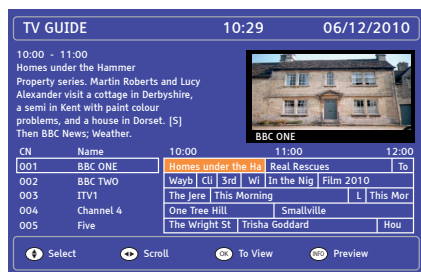 TV GUIDE 10:29 06/12/2010
10:00 - 11:00
Homes under the Hammer
Property series. Martin Roberts and Lucy
Alexander visit a cottage in Derbyshire,
a semi in Kent with paint colour
problems, and a house in Dorset. [S]
Then BBC News; Weather.
BBC ONE
CN Name 10:00 11:00 12:00
001 BBC ONE Homes under the Ha Real Rescues To
002 BBC TWO Wayb Cli 3rd Wi In the Nig Film 2010
003 ITV1 The Jere This Morning L This Mor
004 Channel 4 One Tree Hill Smallville
005 Five The Wright St Trisha Goddard Hou
Select Scroll OK To View INFO Preview